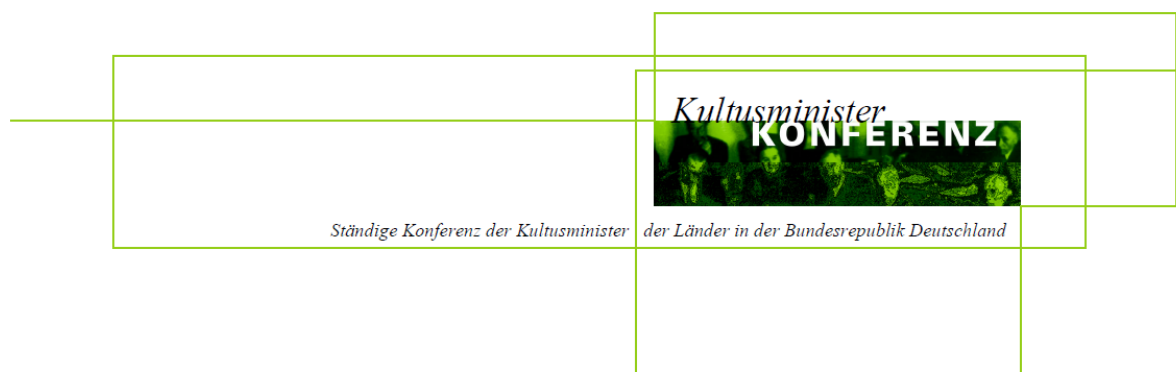 Kultusminister
KONFERENZ
Ständige Konferenz der Kultusminister der Länder in der Bundesrepublik Deutschland